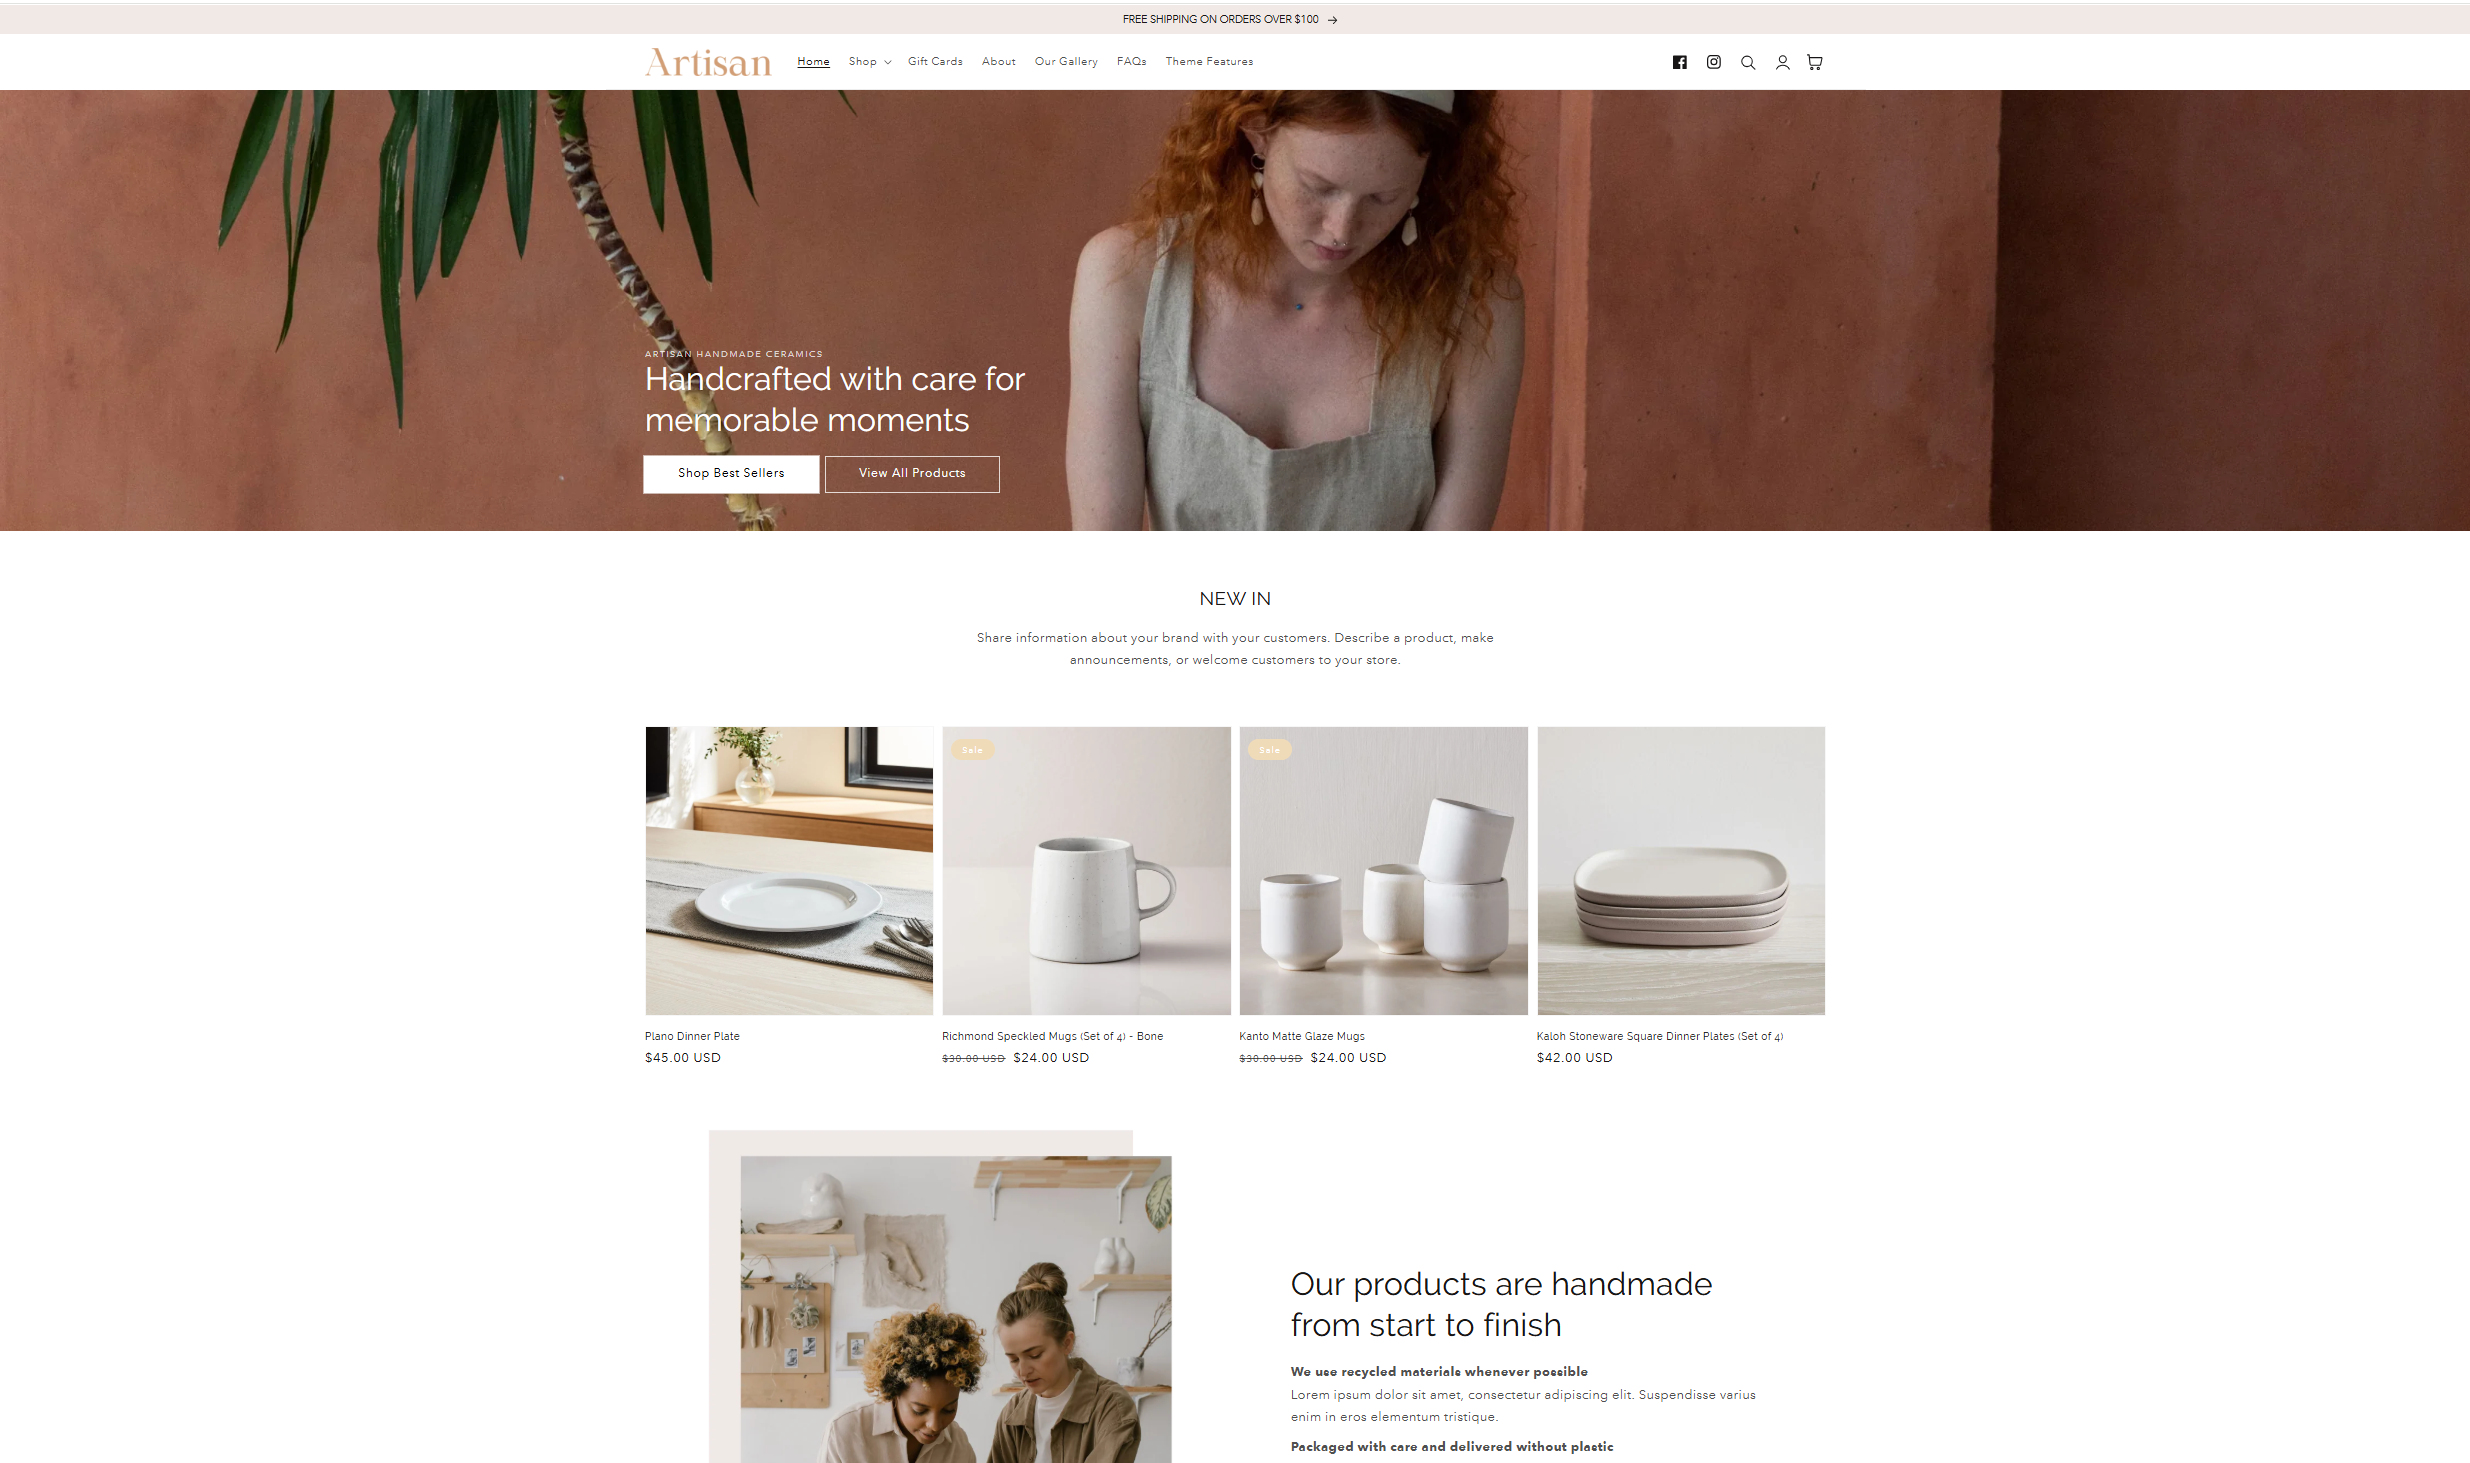 FREE SHIPPING ON ORDERS OVER $100
Artisan
Home Shop Gift Cards About Our Gallery FAQs Theme Features
ARTISAN HANDMADE CERAMICS
Handcrafted with care for
memorable moments
Shop Best Sellers View All Products
NEW IN
Share information about your brand with your customers. Describe a product, make
announcements, or welcome customers to your store.
Sale
Sale
Plano Dinner Plate
$45.00 USD
Richmond Speckled Mugs (Set of 4) - Bone
$30.00 USD $24.00 USD
Kanto Matte Glaze Mugs
$30.00 USD $24.00 USD
Kaloh Stoneware Square Dinner Plates (Set of 4)
$42.00 USD
Our products are handmade
from start to finish
We use recycled materials whenever possible
Lorem ipsum dolor sit amet, consectetur adipiscing elit. Suspendisse varius
enim in eros elementum tristique.
Packaged with care and delivered without plastic